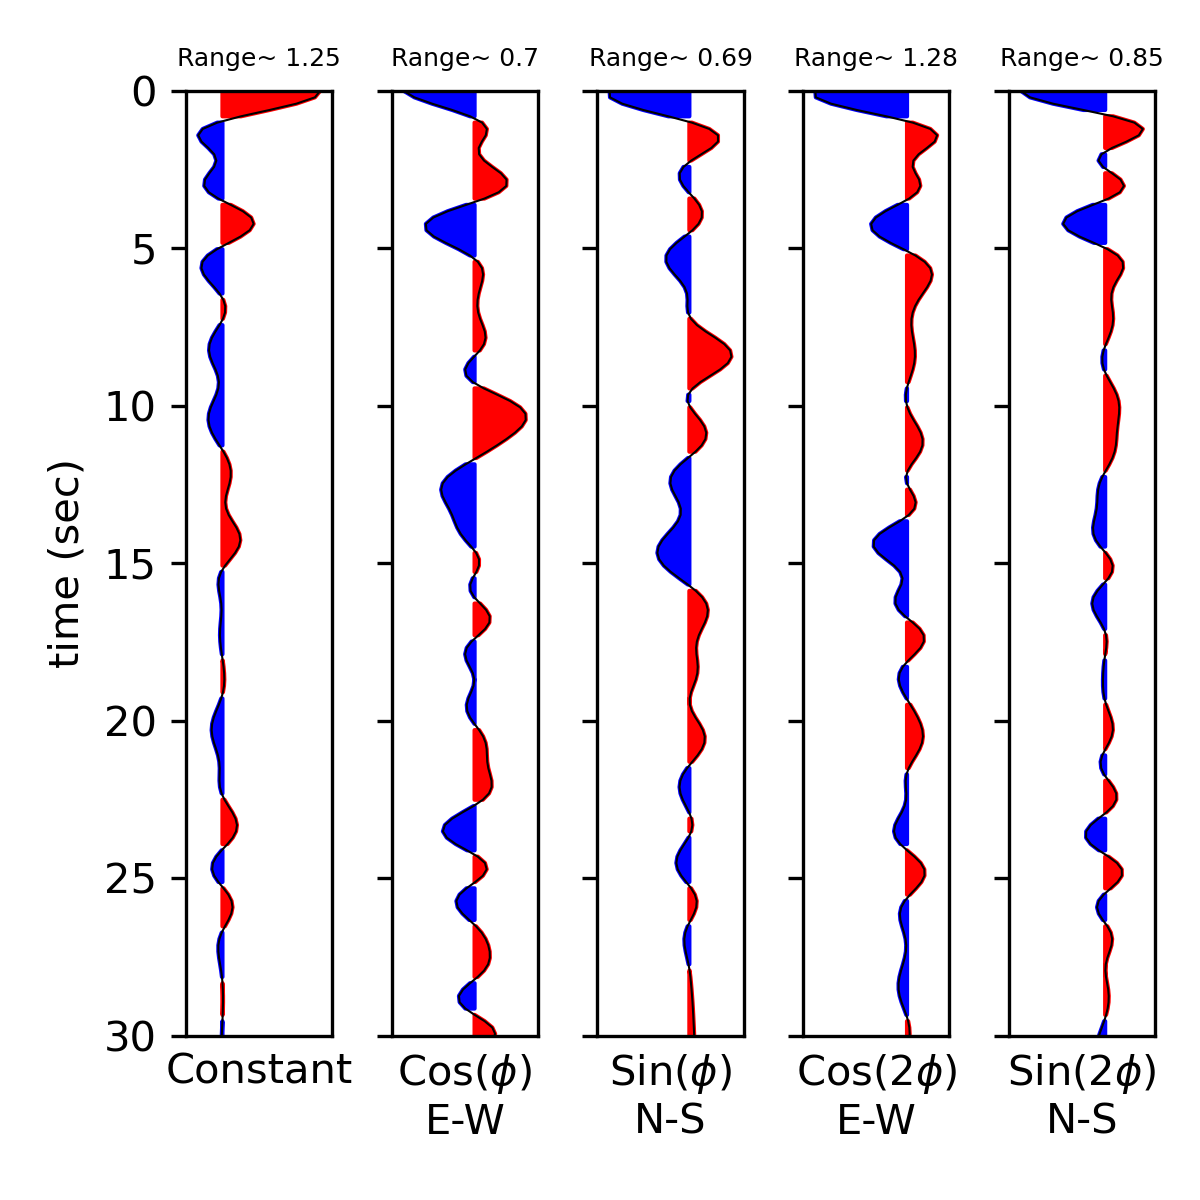 Range~ 1.25 Range~ 0.7 Range~ 0.69 Range~ 1.28 Range~ 0.85
0
5
10
15
20
25
30
time (sec)
Constant Cos(ϕ) Sin(ϕ) Cos(2ϕ) Sin(2ϕ)
E-W N-S E-W N-S